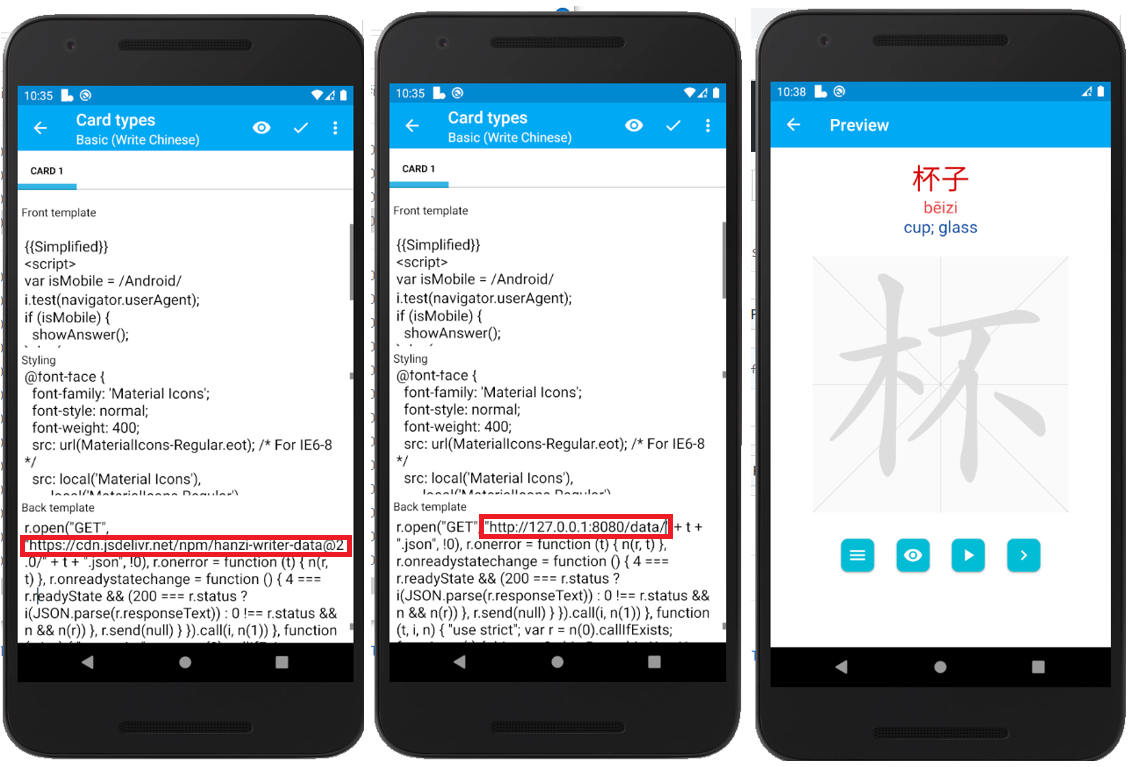 10:35
Card types
Basic (Write Chinese)
CARD 1
Front template
{{Simplified}}
<script>
var isMobile = /Android/
i.test(navigator.userAgent);
if (isMobile) {
showAnswer();
Styling
@font-face {
font-family: 'Material Icons';
font-style: normal;
font-weight: 400;
src: url(MaterialIcons-Regular.eot); /* For IE6-8
*/
src: local('Material Icons'),
local('MaterialIcons-Regular')
Back template
r.open("GET",
"https://cdn.jsdelivr.net/npm/hanzi-writer-data@2
.0/" + t + ".json", !0), r.onerror = function (t) { n(r,
t) }, r.onreadystatechange = function () { 4 ===
r.readyState && (200 === r.status ?
i(JSON.parse(r.responseText)) : 0 !== r.status &&
n && n(r)) }, r.send(null) } }).call(i, n(1)) }, function
10:35
Card types
Basic (Write Chinese)
CARD 1
Front template
{{Simplified}}
<script>
var isMobile = /Android/
i.test(navigator.userAgent);
if (isMobile) {
showAnswer();
Styling
@font-face {
font-family: 'Material Icons';
font-style: normal;
font-weight: 400;
src: url(MaterialIcons-Regular.eot); /* For IE6-8
*/
src: local('Material Icons'),
local('MaterialIcons-Regular')
Back template
r.open("GET", "http://127.0.0.1:8080/data/" + t +
".json", !0), r.onerror = function (t) { n(r, t) },
r.onreadystatechange = function () { 4 ===
r.readyState && (200 === r.status ?
i(JSON.parse(r.responseText)) : 0 !== r.status &&
n && n(r)) }, r.send(null) } }).call(i, n(1)) }, function
(t, i, n) { "use strict"; var r = n(0).callIfExists;
10:38
Preview
杯子
bēizi
cup; glass
杯